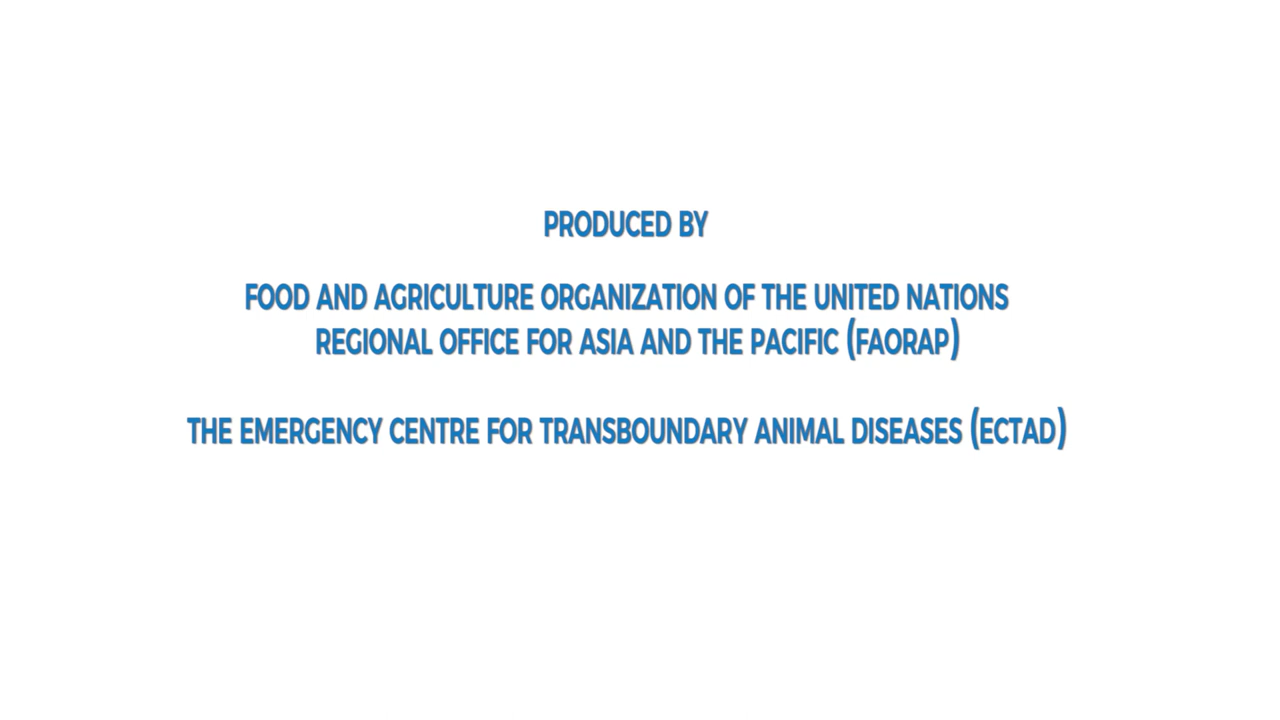 PRODUCED BY
FOOD AND AGRICULTURE ORGANIZATION OF THE UNITED NATIONS
REGIONAL OFFICE FOR ASIA AND THE PACIFIC (FAORAP)
THE EMERGENCY CENTRE FOR TRANSBOUNDARY ANIMAL DISEASES (ECTAD)